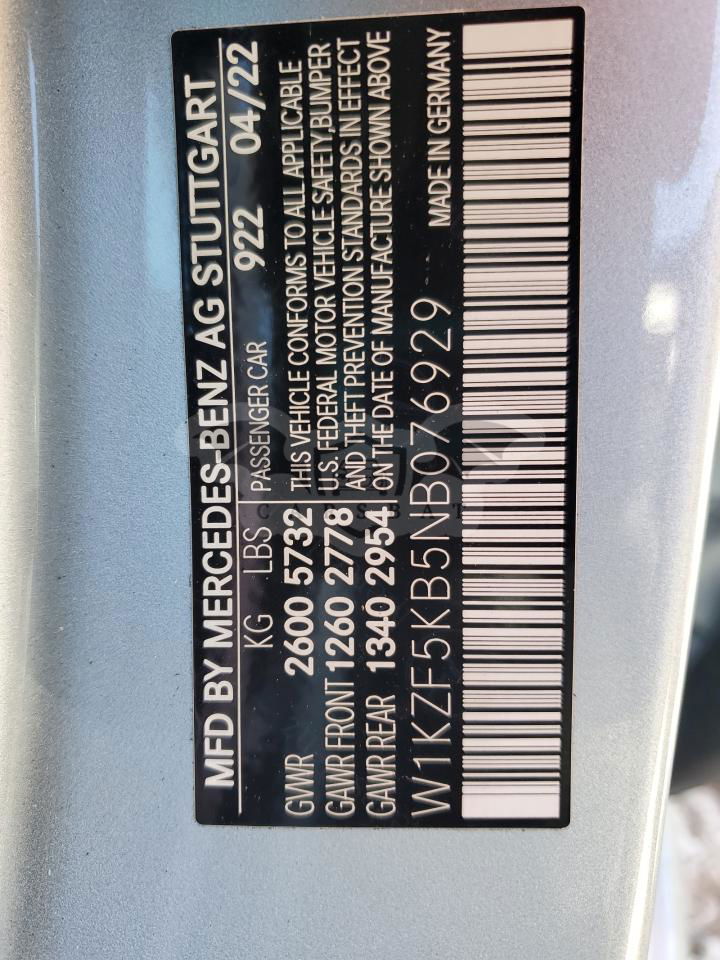 MFD BY MERCEDES-BENZ AG STUTTGART
KG LBS PASSENGER CAR 922 04/22
GVWR 2600 5732 THIS VEHICLE CONFORMS TO ALL APPLICABLE
GAWR FRONT 1260 2778 U.S. FEDERAL MOTOR VEHICLE SAFETY,BUMPER
AND THEFT PREVENTION STANDARDS IN EFFECT
GAWR REAR 1340 2954 ON THE DATE OF MANUFACTURE SHOWN ABOVE
W1KZF5KB5NB076929 MADE IN GERMANY
CARSBAT